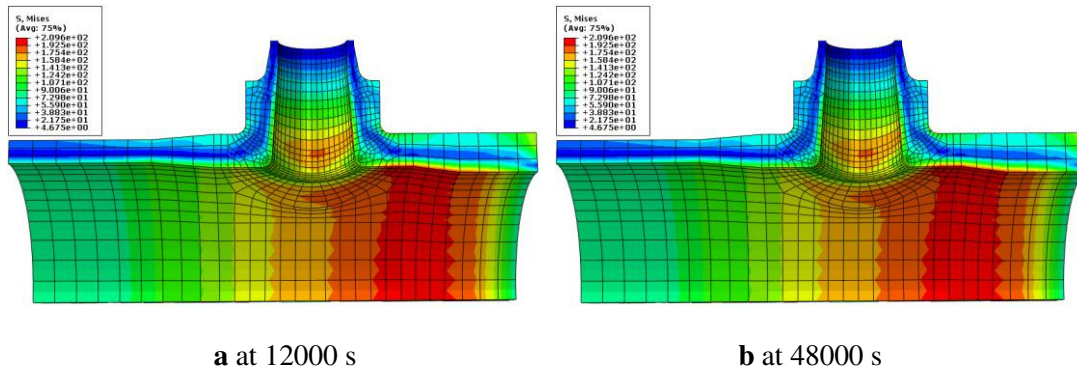 S, Mises
(Avg: 75%)
+2.096e+02
+1.925e+02
+1.754e+02
+1.584e+02
+1.413e+02
+1.242e+02
+1.071e+02
+9.006e+01
+7.298e+01
+5.590e+01
+3.883e+01
+2.175e+01
+4.675e+00
S, Mises
(Avg: 75%)
+2.096e+02
+1.925e+02
+1.754e+02
+1.584e+02
+1.413e+02
+1.242e+02
+1.071e+02
+9.006e+01
+7.298e+01
+5.590e+01
+3.883e+01
+2.175e+01
+4.675e+00
a at 12000 s
b at 48000 s